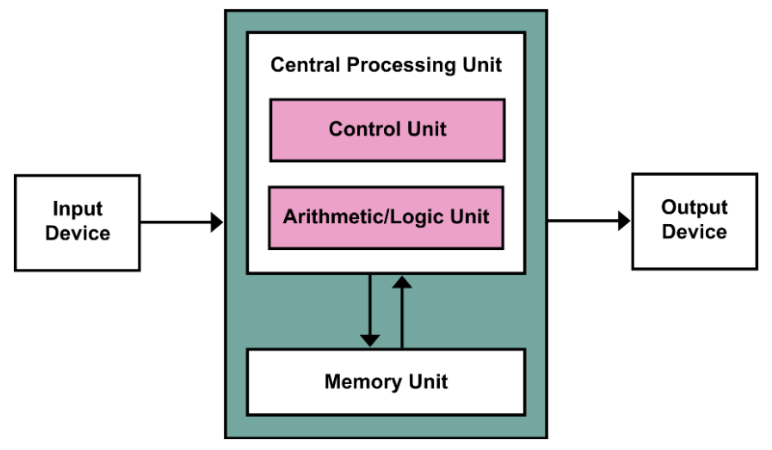 Central Processing Unit
Control Unit
Arithmetic/Logic Unit
Input
Device
Output
Device
Memory Unit